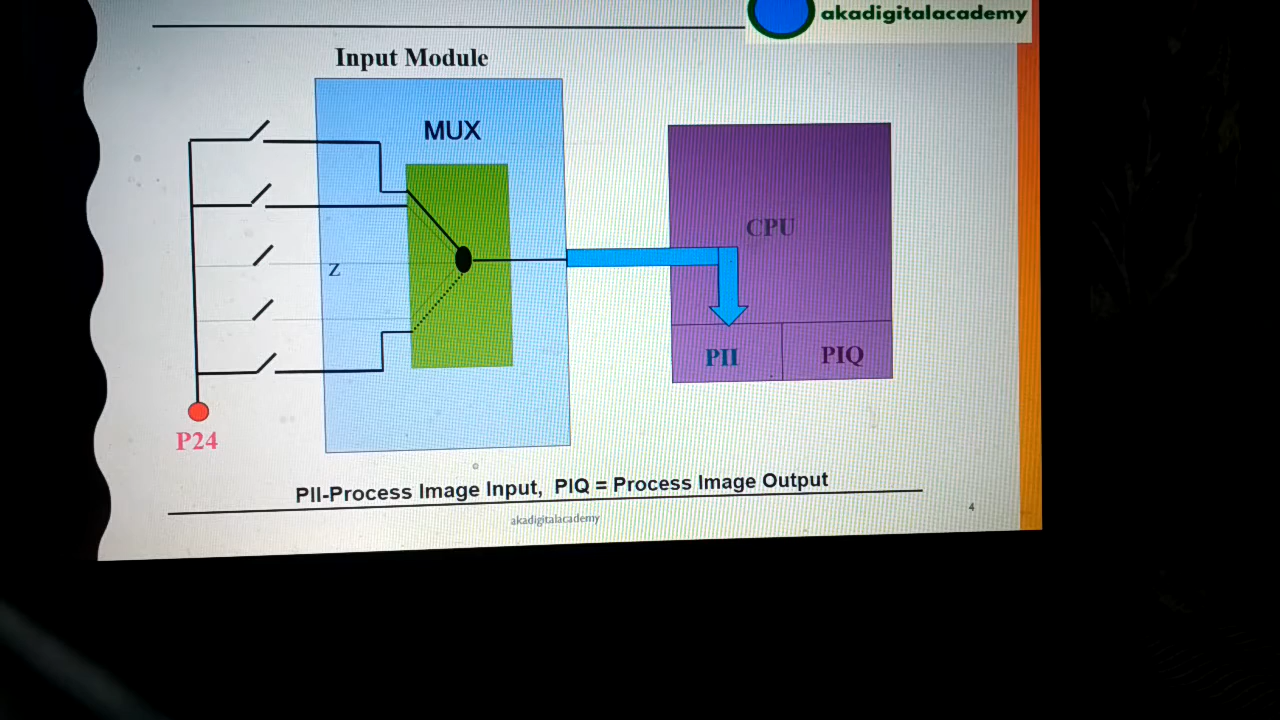 akadigitalacademy
Input Module
MUX
CPU
Z
PII
PIQ
P24
PII-Process Image Input, PIQ = Process Image Output
akadigitalacademy
4